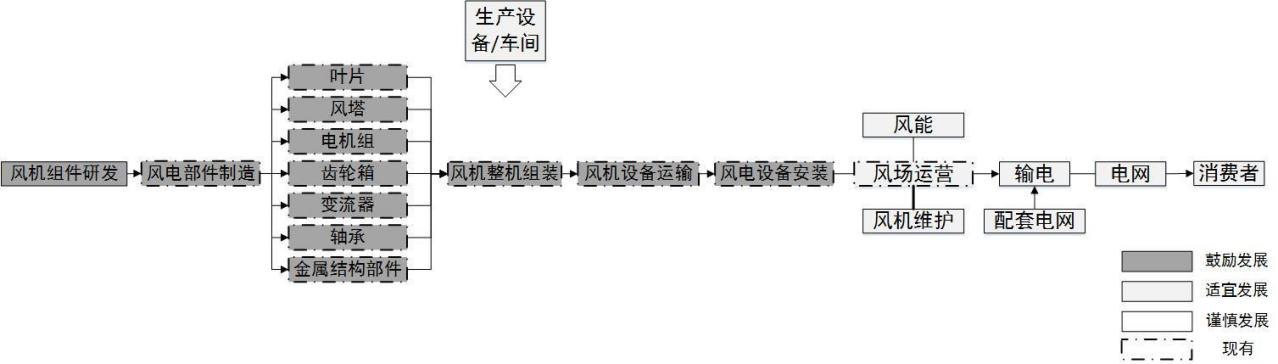 生产设
备/车间
叶片
风塔
电机组
齿轮箱
变流器
轴承
金属结构部件
风机组件研发
风电部件制造
风机整机组装
风机设备运输
风电设备安装
风能
风场运营
风机维护
输电
配套电网
电网
消费者
鼓励发展
适宜发展
谨慎发展
现有